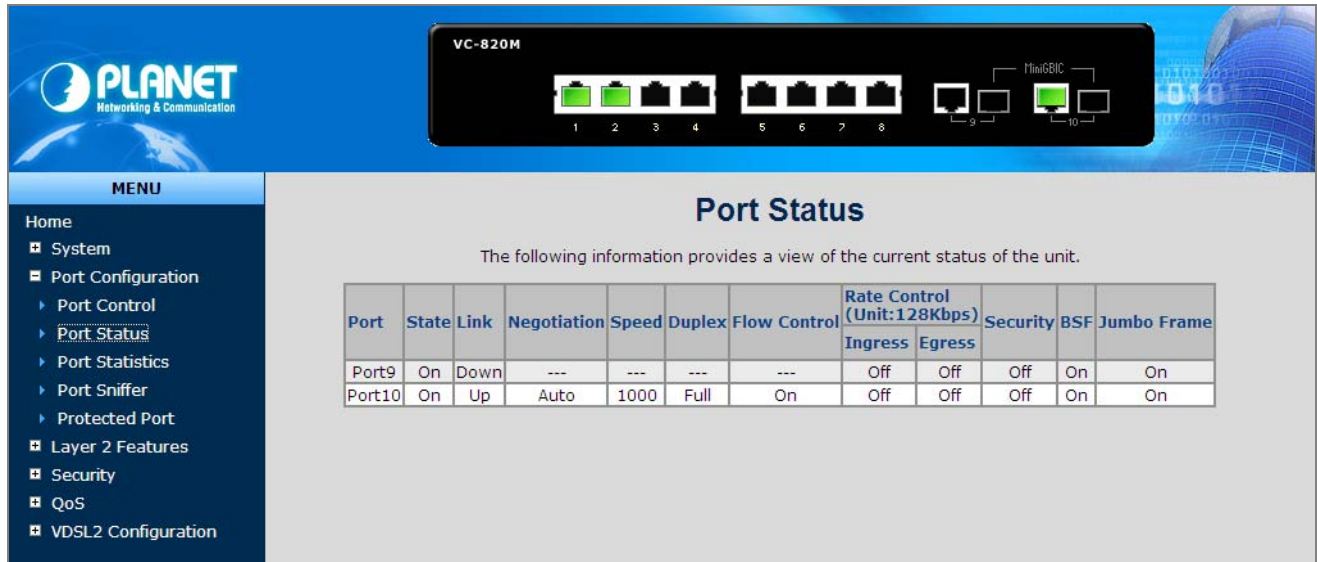 PLANET
Networking & Communication
VC-820M
MiniGBIC
1 2 3 4 5 6 7 8 9 10
MENU
Home
System
Port Configuration
Port Control
Port Status
Port Statistics
Port Sniffer
Protected Port
Layer 2 Features
Security
QoS
VDSL2 Configuration
Port Status
The following information provides a view of the current status of the unit.
Port State Link Negotiation Speed Duplex Flow Control Rate Control (Unit:128Kbps) Security BSF Jumbo Frame
Ingress Egress
Port9 On Down --- --- --- --- Off Off Off On On
Port10 On Up Auto 1000 Full On Off Off Off On On